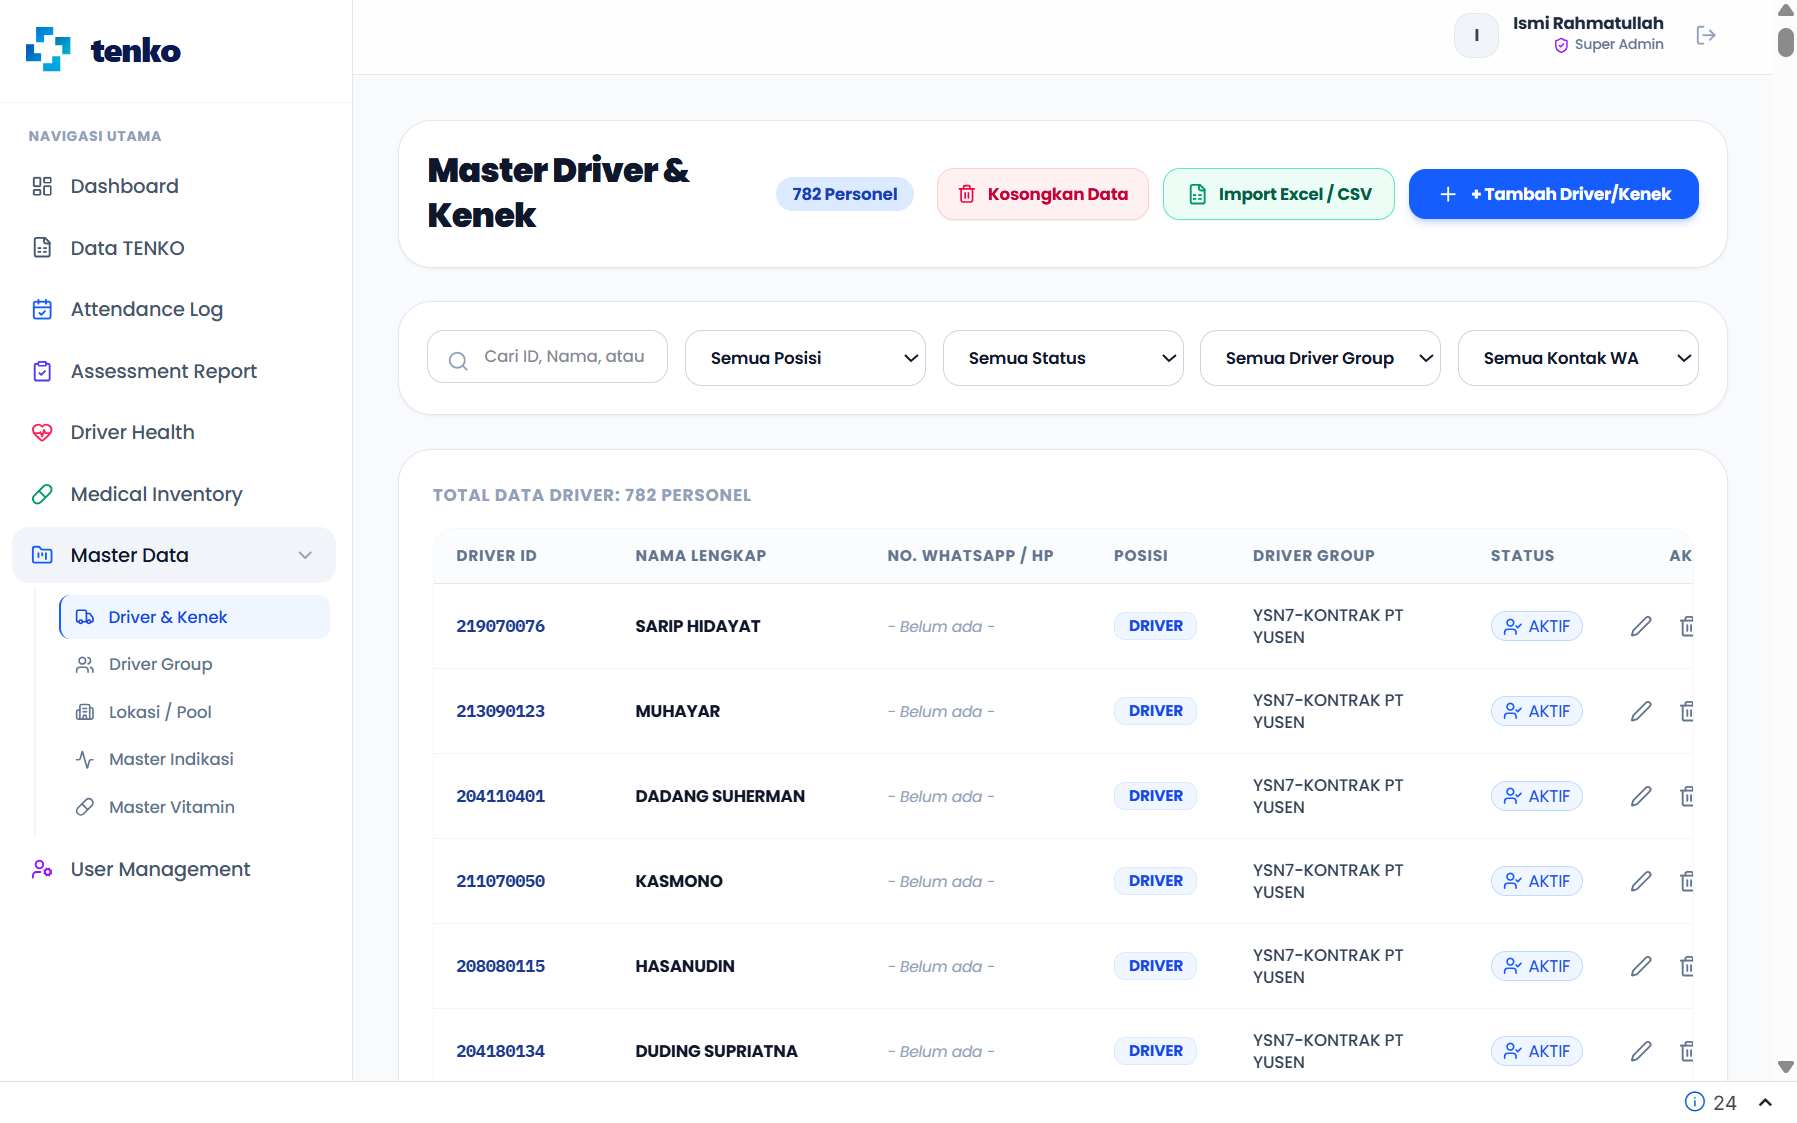 tenko
Ismi Rahmatullah
I
Super Admin
NAVIGASI UTAMA
Dashboard
Data TENKO
Attendance Log
Assessment Report
Driver Health
Medical Inventory
Master Data
Driver & Kenek
Driver Group
Lokasi / Pool
Master Indikasi
Master Vitamin
User Management
Master Driver &
Kenek
782 Personel
Kosongkan Data
Import Excel / CSV
+ Tambah Driver/Kenek
Cari ID, Nama, atau
Semua Posisi
Semua Status
Semua Driver Group
Semua Kontak WA
TOTAL DATA DRIVER: 782 PERSONEL
DRIVER ID NAMA LENGKAP NO. WHATSAPP / HP POSISI DRIVER GROUP STATUS AK
219070076 SARIP HIDAYAT - Belum ada - DRIVER YSN7-KONTRAK PT AKTIF
YUSEN
213090123 MUHAYAR - Belum ada - DRIVER YSN7-KONTRAK PT AKTIF
YUSEN
204110401 DADANG SUHERMAN - Belum ada - DRIVER YSN7-KONTRAK PT AKTIF
YUSEN
211070050 KASMONO - Belum ada - DRIVER YSN7-KONTRAK PT AKTIF
YUSEN
208080115 HASANUDIN - Belum ada - DRIVER YSN7-KONTRAK PT AKTIF
YUSEN
204180134 DUDING SUPRIATNA - Belum ada - DRIVER YSN7-KONTRAK PT AKTIF
YUSEN
24